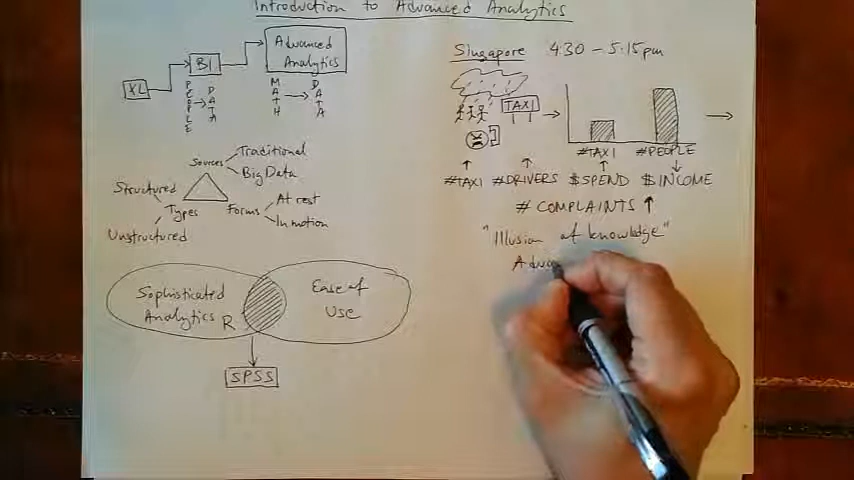 Introduction to Advanced Analytics
XL
BI
Advanced
Analytics
PEOPLE
DATA
MATH
DATA
Sources
Traditional
Big Data
Structured
Types
Unstructured
Forms
At rest
In motion
Sophisticated
Analytics R
Ease of
Use
SPSS
Singapore 4:30 - 5:15pm
TAXI
#TAXI #PEOPLE
#TAXI #DRIVERS $SPEND $INCOME
# COMPLAINTS
"Illusion of knowledge"
Adva